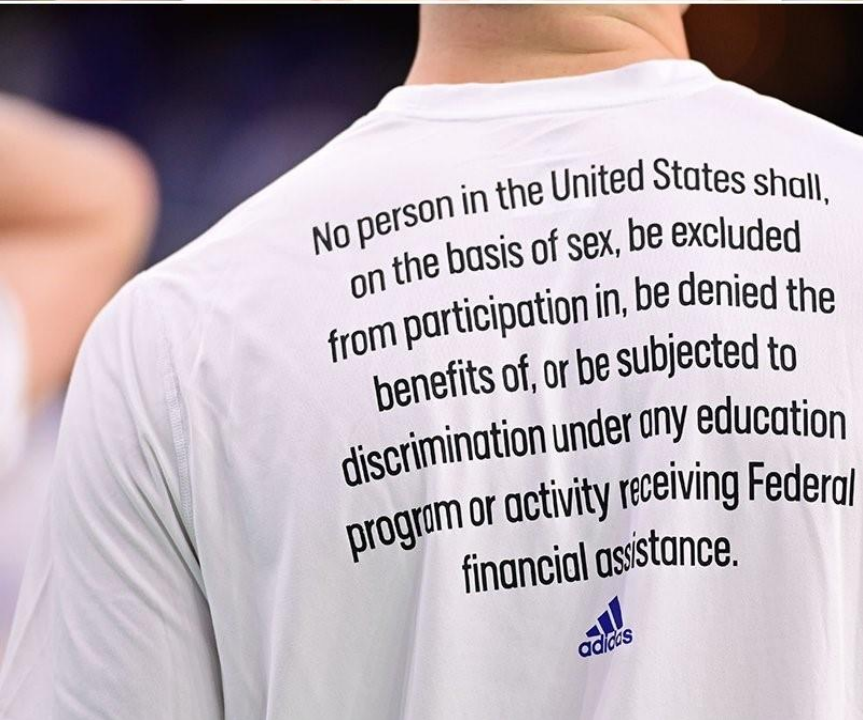 No person in the United States shall,
on the basis of sex, be excluded
from participation in, be denied the
benefits of, or be subjected to
discrimination under any education
program or activity receiving Federal
financial assistance.
adidas